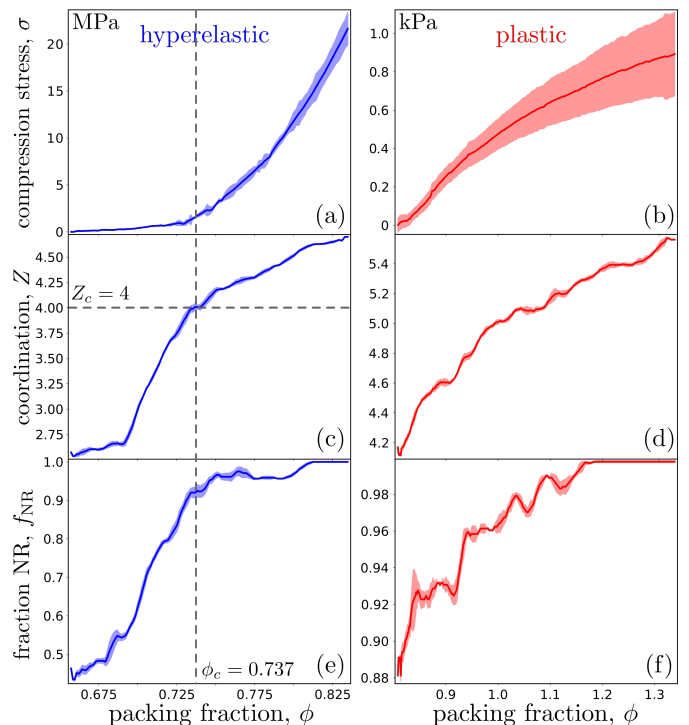 MPa
hyperelastic
compression stress, σ
20
15
10
5
0
(a)
kPa
plastic
1.0
0.8
0.6
0.4
0.2
0.0
(b)
coordination, Z
4.50
4.25
4.00
3.75
3.50
3.25
3.00
2.75
Z_c = 4
(c)
5.4
5.2
5.0
4.8
4.6
4.4
4.2
(d)
fraction NR, f_NR
1.0
0.9
0.8
0.7
0.6
0.5
ϕ_c = 0.737
(e)
0.675
0.725
0.775
0.825
packing fraction, ϕ
0.98
0.96
0.94
0.92
0.90
0.88
(f)
0.9
1.0
1.1
1.2
1.3
packing fraction, ϕ